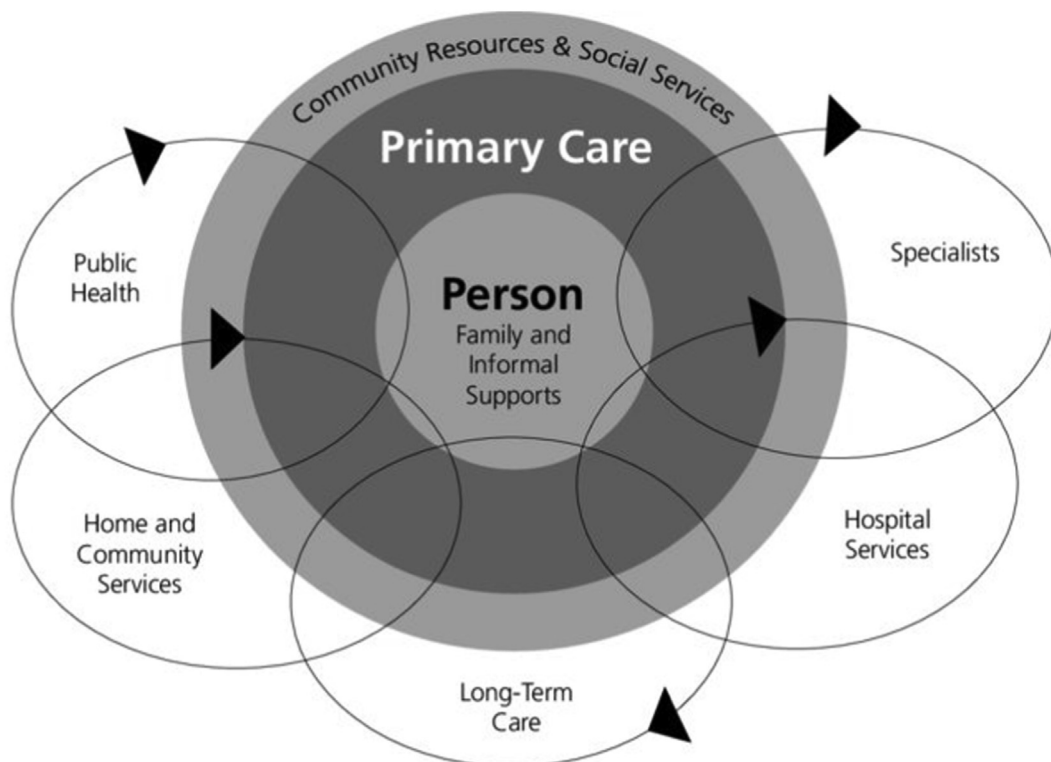 Community Resources & Social Services
Primary Care
Person
Family and
Informal
Supports
Public
Health
Specialists
Home and
Community
Services
Hospital
Services
Long-Term
Care